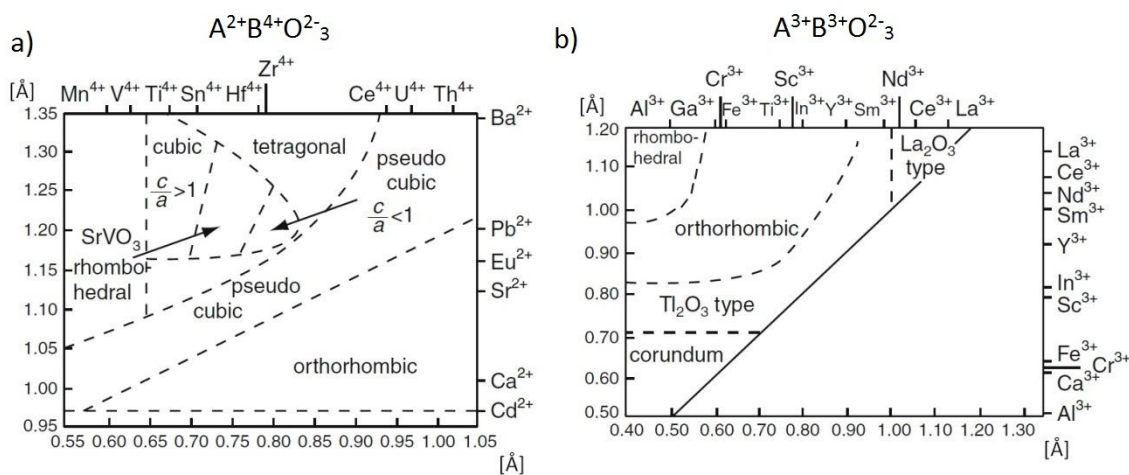 A²⁺B⁴⁺O²⁻₃
a)
Zr⁴⁺
[Å] Mn⁴⁺ V⁴⁺ Ti⁴⁺ Sn⁴⁺ Hf⁴⁺ Ce⁴⁺ U⁴⁺ Th⁴⁺
1.35
1.30
1.25
1.20
1.16
1.10
1.05
1.00
0.95
cubic
tetragonal
pseudo
cubic
c/a >1
c/a <1
SrVO₃
rhombo-
hedral
pseudo
cubic
orthorhombic
Ba²⁺
Pb²⁺
Eu²⁺
Sr²⁺
Ca²⁺
Cd²⁺
0.55 0.60 0.65 0.70 0.75 0.80 0.85 0.90 0.95 1.00 1.05
[Å]
A³⁺B³⁺O²⁻₃
b)
Cr³⁺ Sc³⁺ Nd³⁺
[Å] Al³⁺ Ga³⁺ Fe³⁺ Ti³⁺ In³⁺ Y³⁺ Sm³⁺ Ce³⁺ La³⁺
1.20
1.10
1.00
0.90
0.80
0.70
0.60
0.50
rhombo-
hedral
La₂O₃
type
orthorhombic
Tl₂O₃ type
corundum
La³⁺
Ce³⁺
Nd³⁺
Sm³⁺
Y³⁺
In³⁺
Sc³⁺
Fe³⁺
Cr³⁺
Ca³⁺
Al³⁺
0.40 0.50 0.60 0.70 0.80 0.90 1.00 1.10 1.20 1.30
[Å]